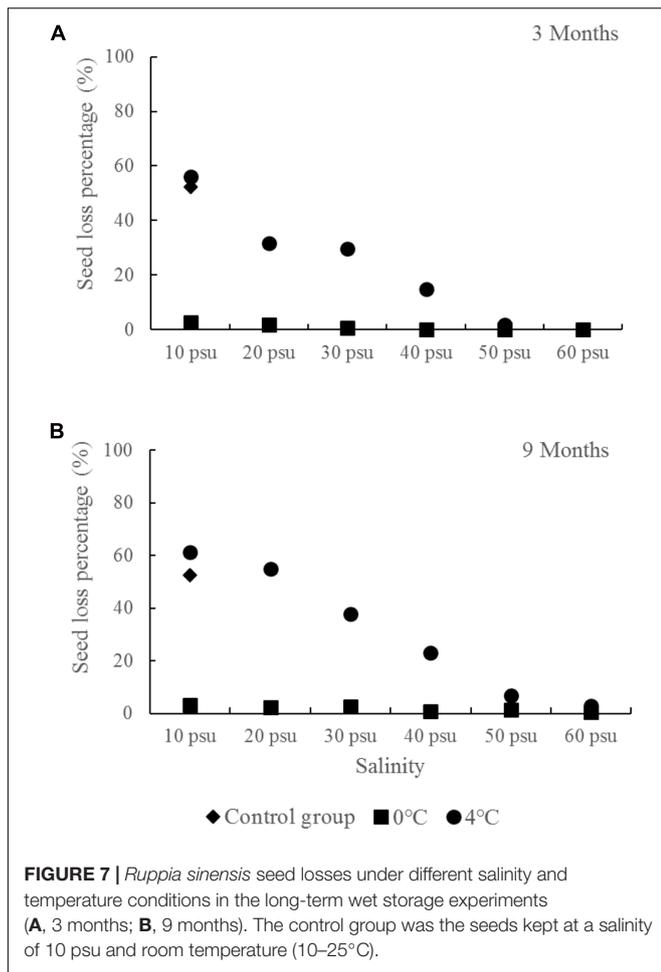 A
3 Months
Seed loss percentage (%)
100
80
60
40
20
0
10 psu 20 psu 30 psu 40 psu 50 psu 60 psu
B
9 Months
Seed loss percentage (%)
100
80
60
40
20
0
10 psu 20 psu 30 psu 40 psu 50 psu 60 psu
Salinity
◆ Control group ■ 0℃ ● 4℃
FIGURE 7 | Ruppia sinensis seed losses under different salinity and
temperature conditions in the long-term wet storage experiments
(A, 3 months; B, 9 months). The control group was the seeds kept at a salinity
of 10 psu and room temperature (10–25°C).